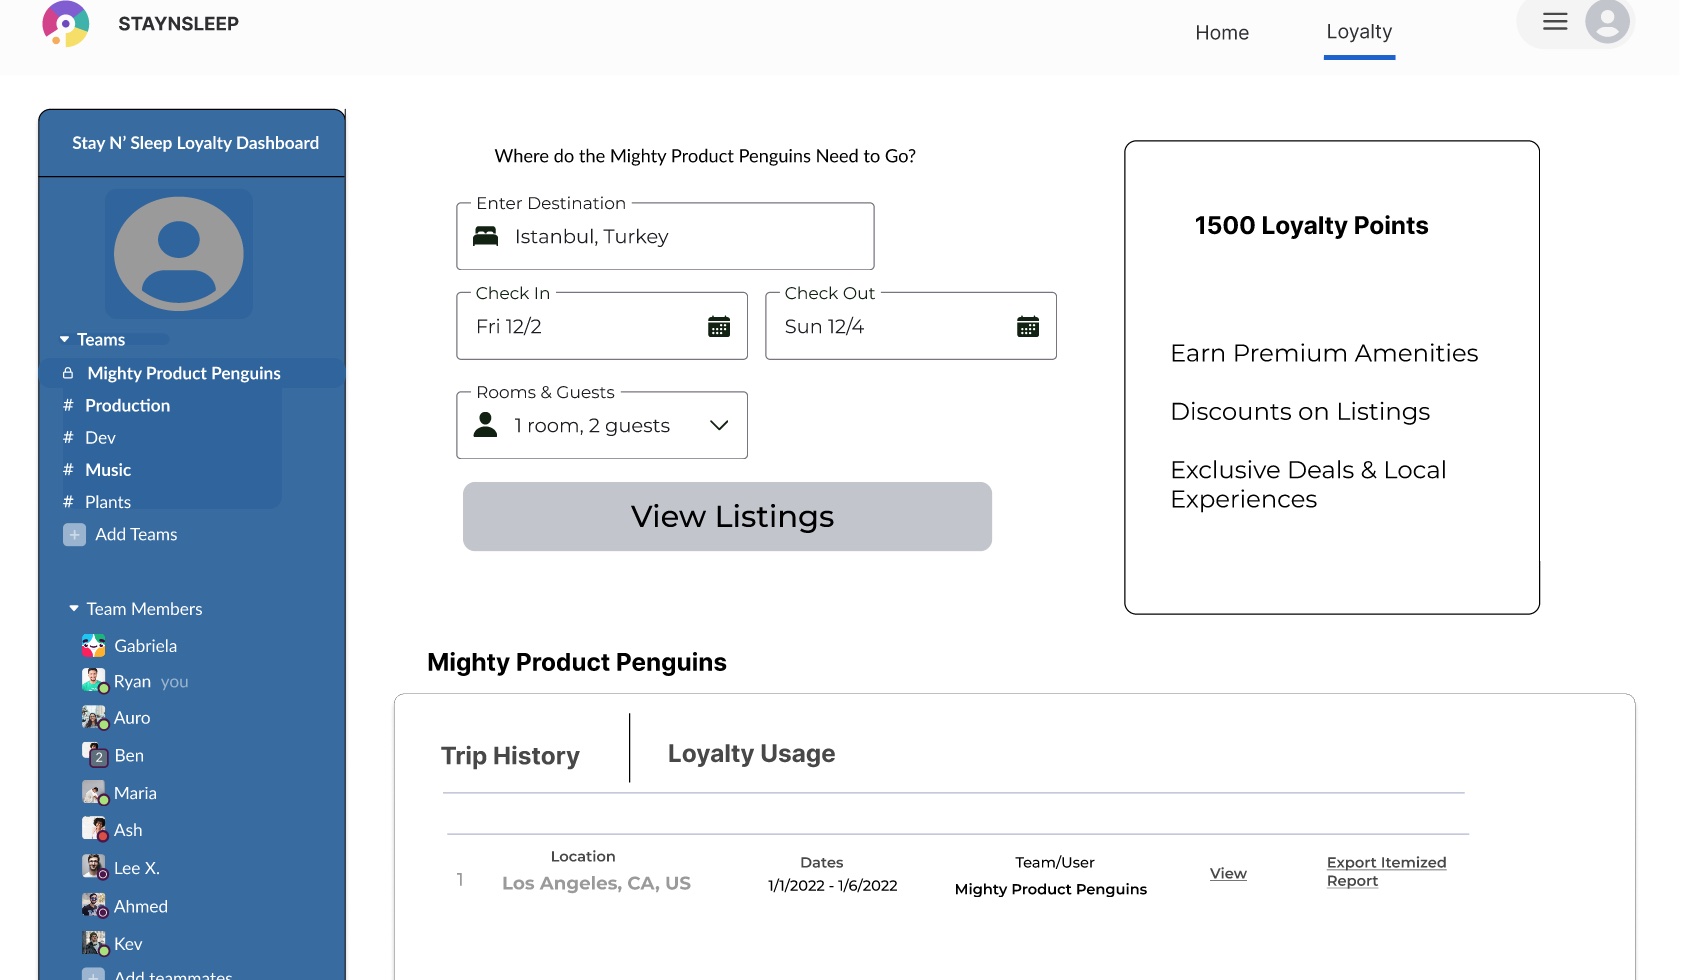 STAYNSLEEP
Home
Loyalty
Stay N’ Sleep Loyalty Dashboard
Teams
Mighty Product Penguins
# Production
# Dev
# Music
# Plants
+ Add Teams
Team Members
Gabriela
Ryan you
Auro
2 Ben
Maria
Ash
Lee X.
Ahmed
Kev
+ Add teammates
Where do the Mighty Product Penguins Need to Go?
Enter Destination
Istanbul, Turkey
Check In
Fri 12/2
Check Out
Sun 12/4
Rooms & Guests
1 room, 2 guests
View Listings
1500 Loyalty Points
Earn Premium Amenities
Discounts on Listings
Exclusive Deals & Local
Experiences
Mighty Product Penguins
Trip History
Loyalty Usage
1
Location
Los Angeles, CA, US
Dates
1/1/2022 - 1/6/2022
Team/User
Mighty Product Penguins
View
Export Itemized
Report